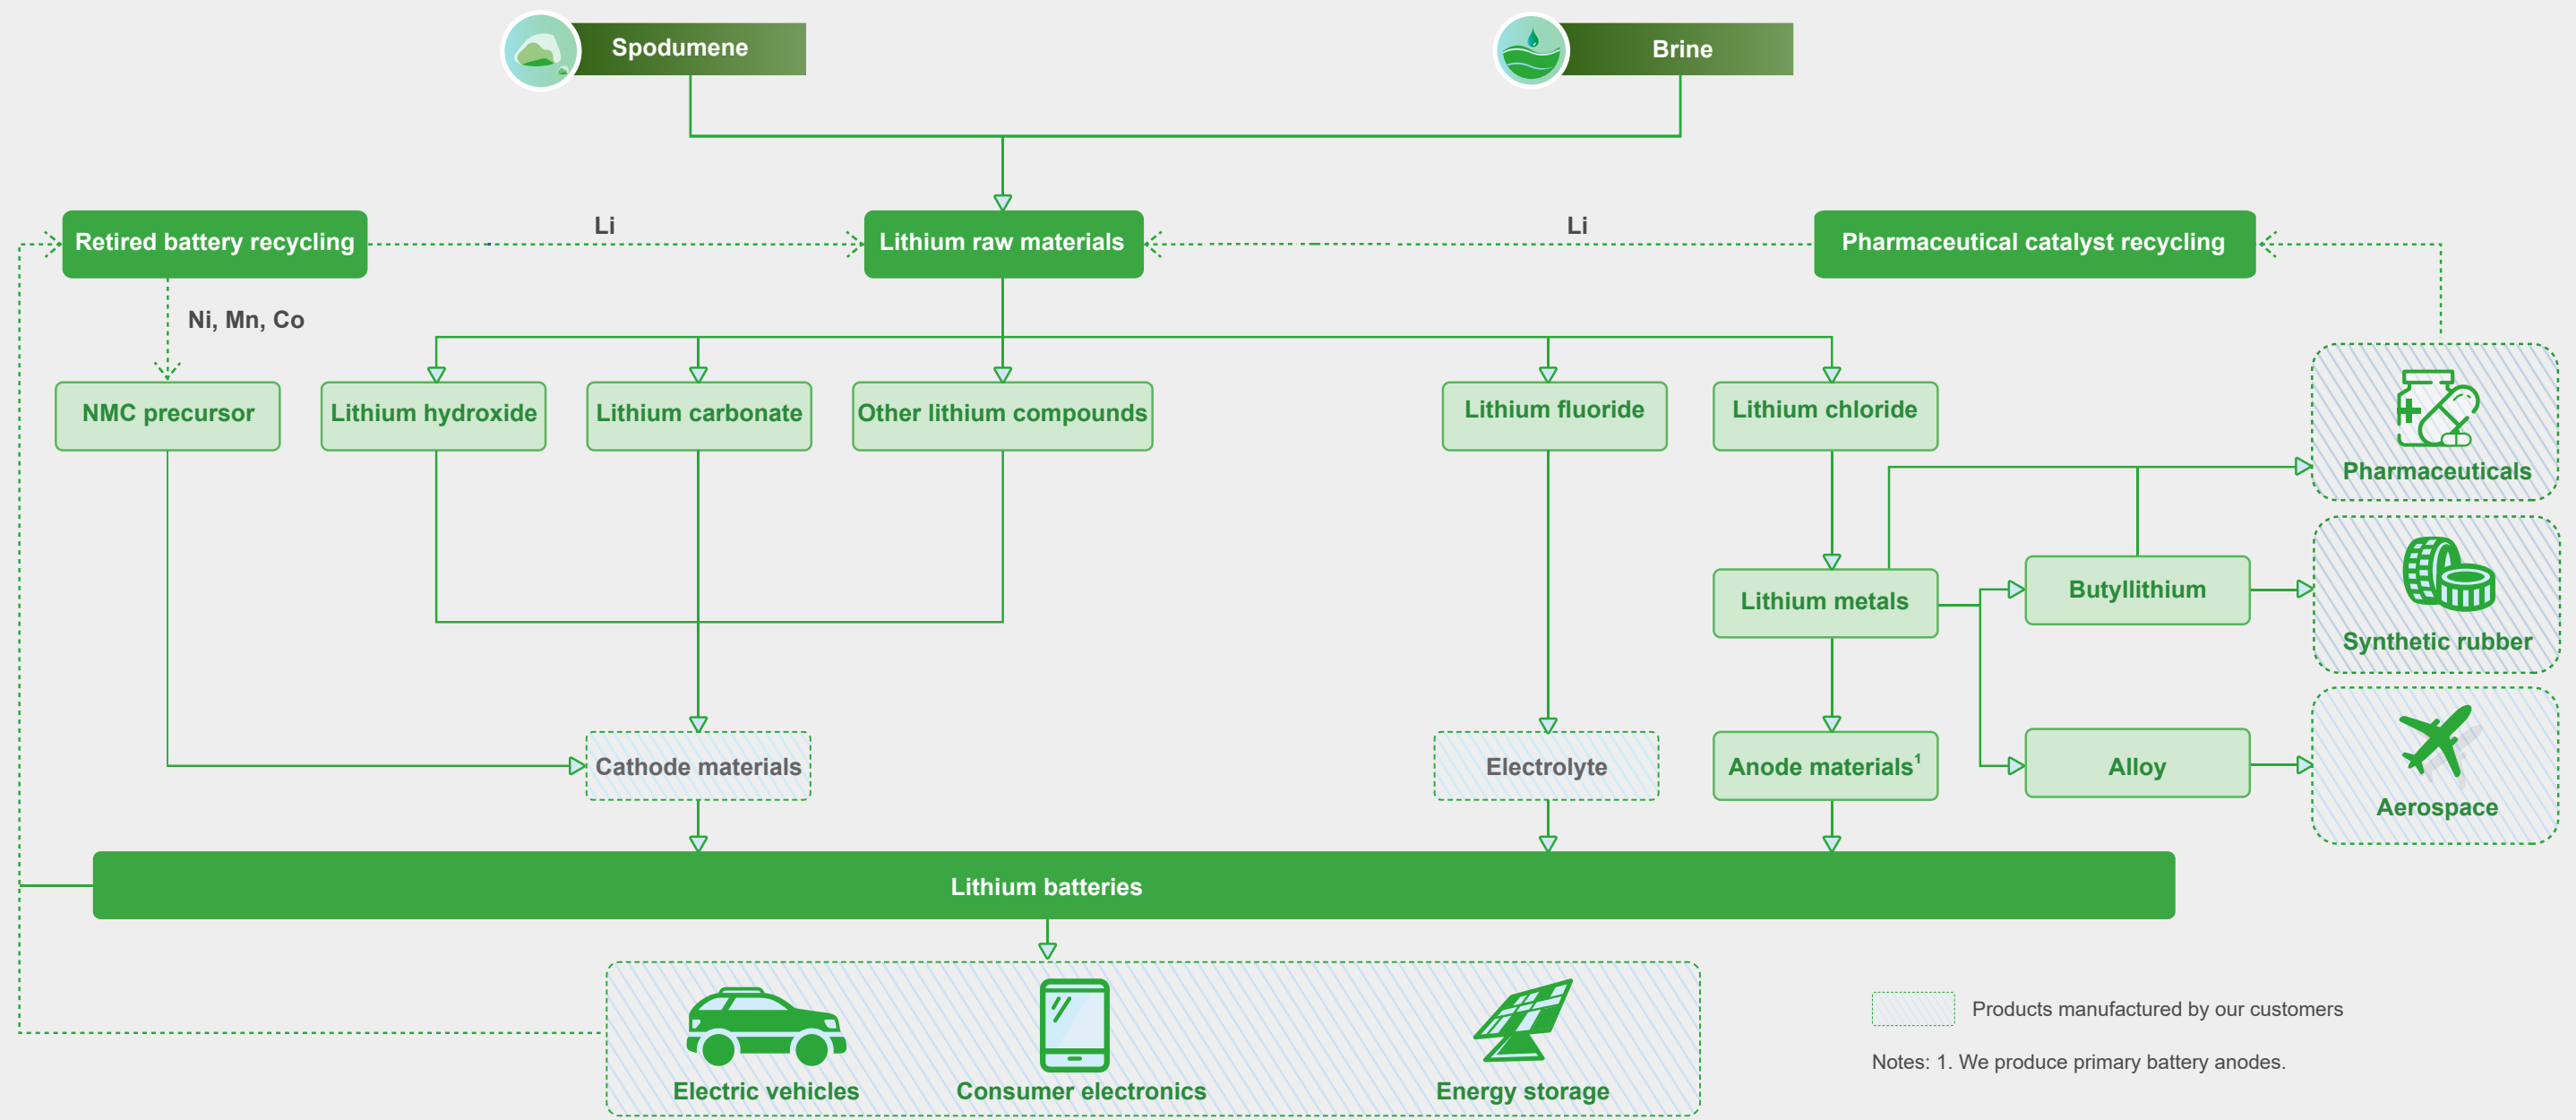 Spodumene
Brine
Retired battery recycling
Li
Lithium raw materials
Li
Pharmaceutical catalyst recycling
Ni, Mn, Co
NMC precursor
Lithium hydroxide
Lithium carbonate
Other lithium compounds
Lithium fluoride
Lithium chloride
Pharmaceuticals
Lithium metals
Butyllithium
Synthetic rubber
Cathode materials
Electrolyte
Anode materials¹
Alloy
Aerospace
Lithium batteries
Electric vehicles
Consumer electronics
Energy storage
Products manufactured by our customers
Notes: 1. We produce primary battery anodes.